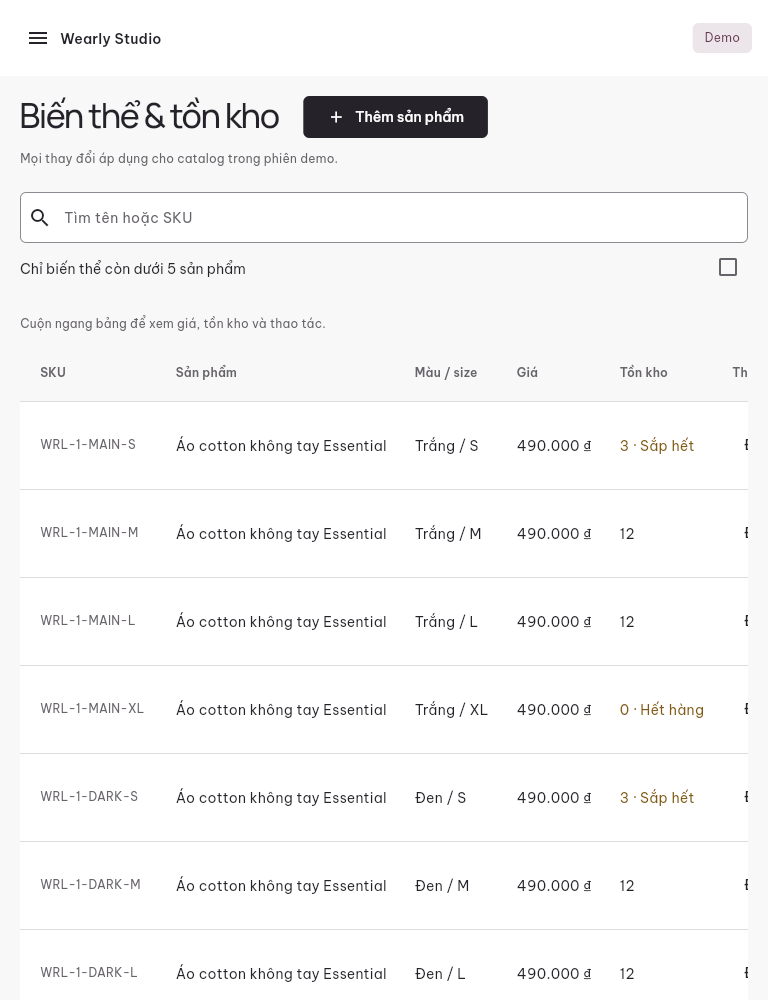 Wearly Studio
Demo
Biến thể & tồn kho
Thêm sản phẩm
Mọi thay đổi áp dụng cho catalog trong phiên demo.
Tìm tên hoặc SKU
Chỉ biến thể còn dưới 5 sản phẩm
Cuộn ngang bảng để xem giá, tồn kho và thao tác.
SKU Sản phẩm Màu / size Giá Tồn kho
WRL-1-MAIN-S Áo cotton không tay Essential Trắng / S 490.000 ₫ 3 · Sắp hết
WRL-1-MAIN-M Áo cotton không tay Essential Trắng / M 490.000 ₫ 12
WRL-1-MAIN-L Áo cotton không tay Essential Trắng / L 490.000 ₫ 12
WRL-1-MAIN-XL Áo cotton không tay Essential Trắng / XL 490.000 ₫ 0 · Hết hàng
WRL-1-DARK-S Áo cotton không tay Essential Đen / S 490.000 ₫ 3 · Sắp hết
WRL-1-DARK-M Áo cotton không tay Essential Đen / M 490.000 ₫ 12
WRL-1-DARK-L Áo cotton không tay Essential Đen / L 490.000 ₫ 12